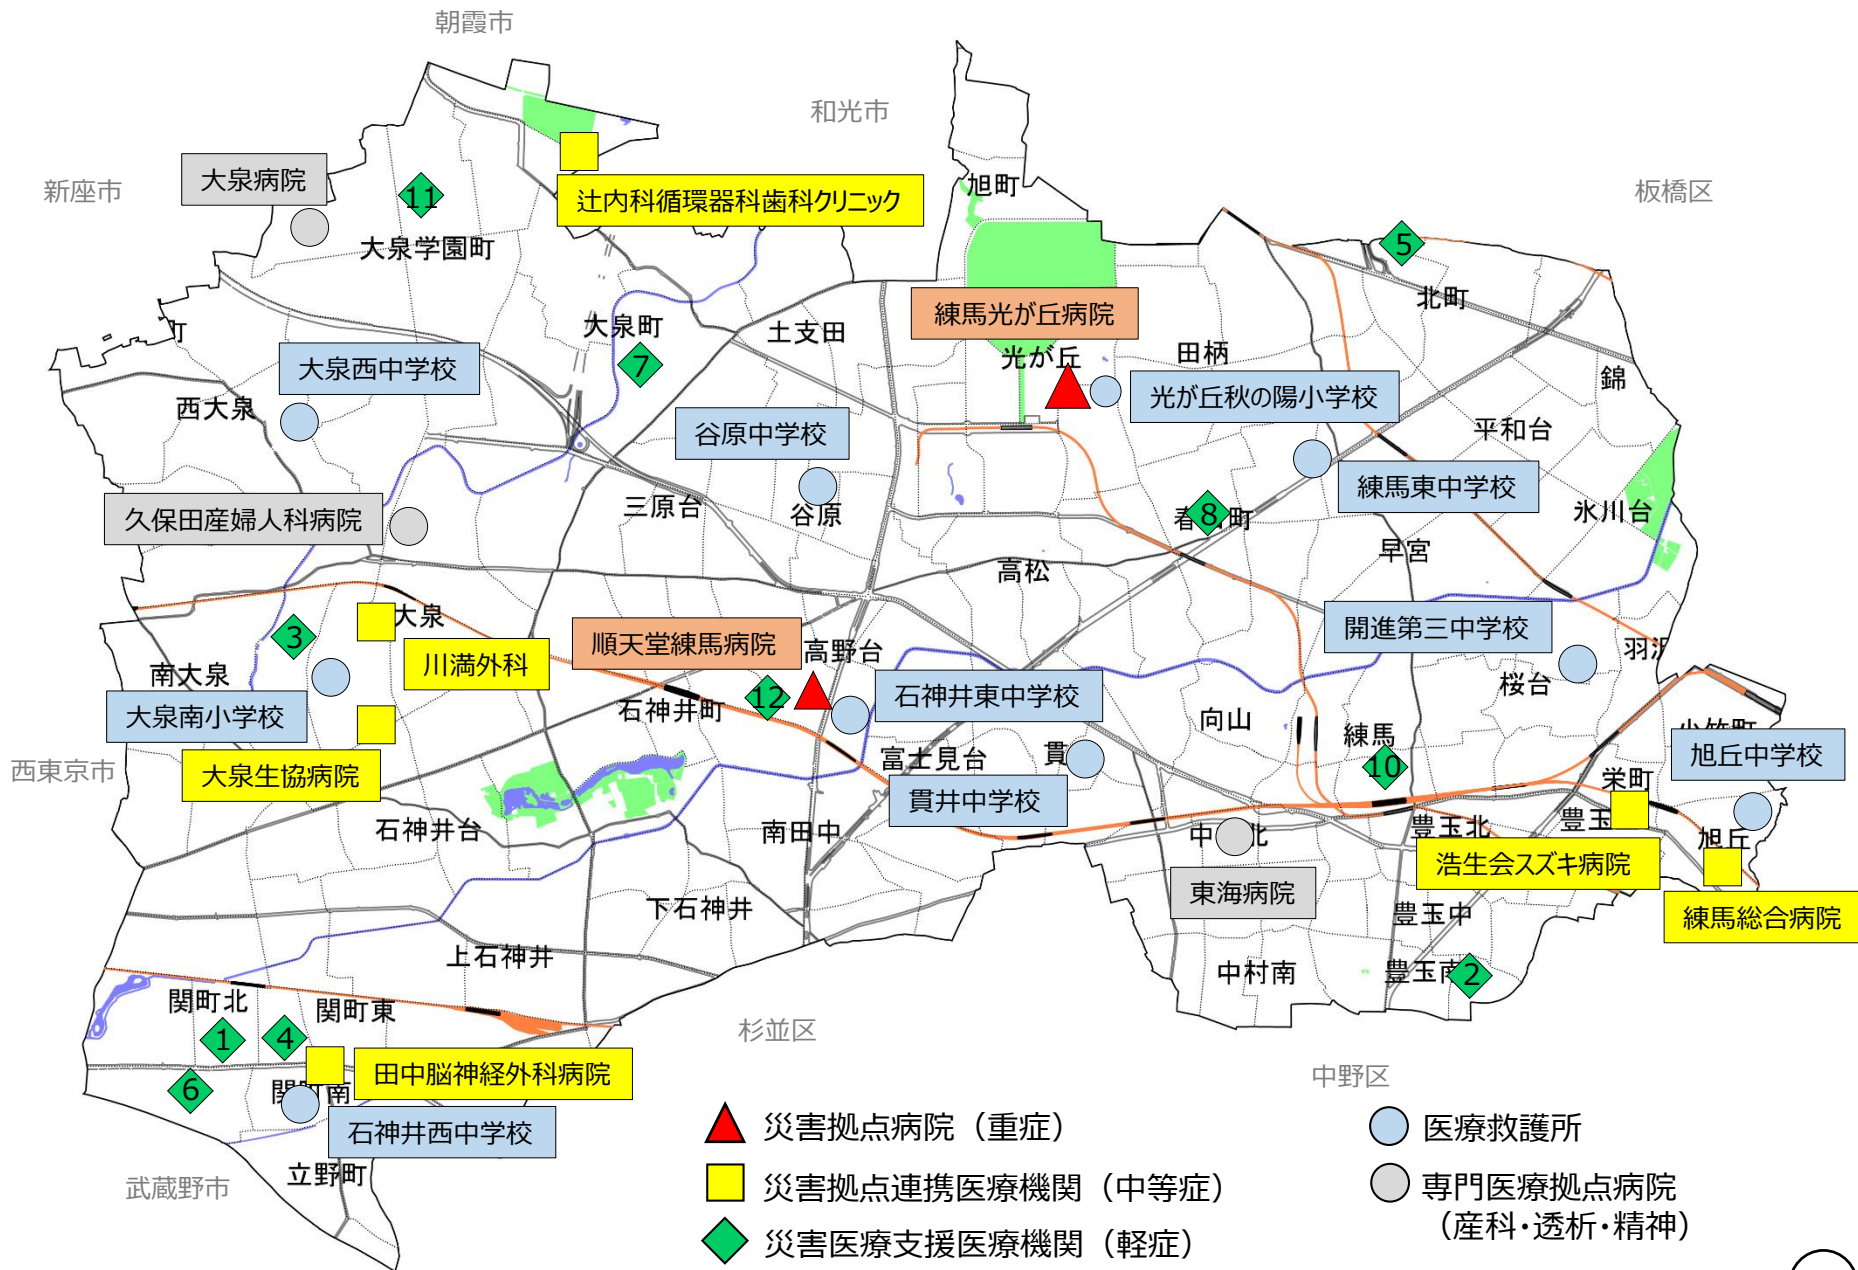 朝霞市
和光市
新座市
板橋区
大泉病院
11
辻内科循環器科歯科クリニック
旭町
大泉学園町
5
北町
練馬光が丘病院
大泉町
土支田
町
大泉西中学校
7
光が丘
田柄
錦
西大泉
光が丘秋の陽小学校
谷原中学校
平和台
練馬東中学校
三原台
谷原
久保田産婦人科病院
8
町
氷川台
早宮
高松
大泉
3
順天堂練馬病院
高野台
開進第三中学校
川満外科
羽
南大泉
桜台
12
石神井東中学校
大泉南小学校
石神井町
向山
練馬
富士見台
貫
旭丘中学校
西東京市
大泉生協病院
10
栄町
貫井中学校
石神井台
南田中
中
北
豊玉北
豊玉
旭丘
浩生会スズキ病院
東海病院
下石神井
豊玉中
練馬総合病院
上石神井
中村南
豊玉南
2
関町北
関町東
杉並区
1
4
田中脳神経外科病院
中野区
6
関町南
石神井西中学校
武蔵野市
立野町
災害拠点病院（重症）
災害拠点連携医療機関（中等症）
災害医療支援医療機関（軽症）
医療救護所
専門医療拠点病院
（産科・透析・精神）